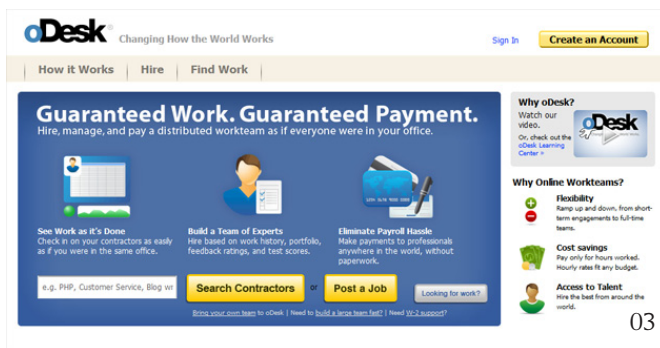 oDesk
Changing How the World Works
Sign In
Create an Account
How it Works
Hire
Find Work
Guaranteed Work. Guaranteed Payment.
Hire, manage, and pay a distributed workteam as if everyone were in your office.
See Work as it's Done
Check in on your contractors as easily
as if you were in the same office.
Build a Team of Experts
Hire based on work history, portfolio,
feedback ratings, and test scores.
Eliminate Payroll Hassle
Make payments to professionals
anywhere in the world, without
paperwork.
e.g. PHP, Customer Service, Blog wr
Search Contractors
or
Post a Job
Looking for work?
Bring your own team to oDesk | Need to build a large team fast? | Need W-2 support?
Why oDesk?
Watch our
video.
Or, check out the
oDesk Learning
Center »
oDesk
Why Online Workteams?
Flexibility
Ramp up and down, from short-
term engagements to full-time
teams.
Cost savings
Pay only for hours worked.
Hourly rates fit any budget.
Access to Talent
Hire the best from around the
world.
03